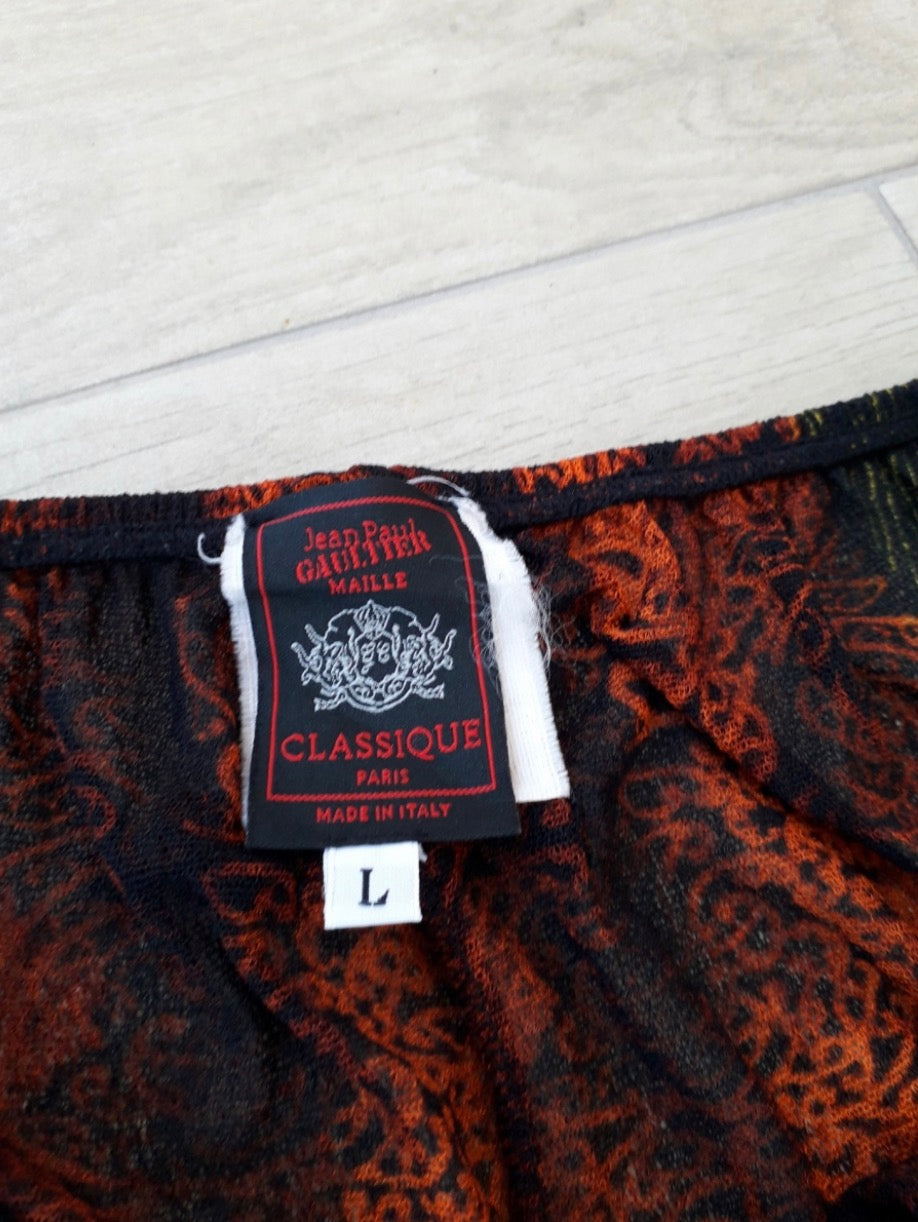 Jean Paul
GAULTIER
MAILLE
CLASSIQUE
PARIS
MADE IN ITALY
L